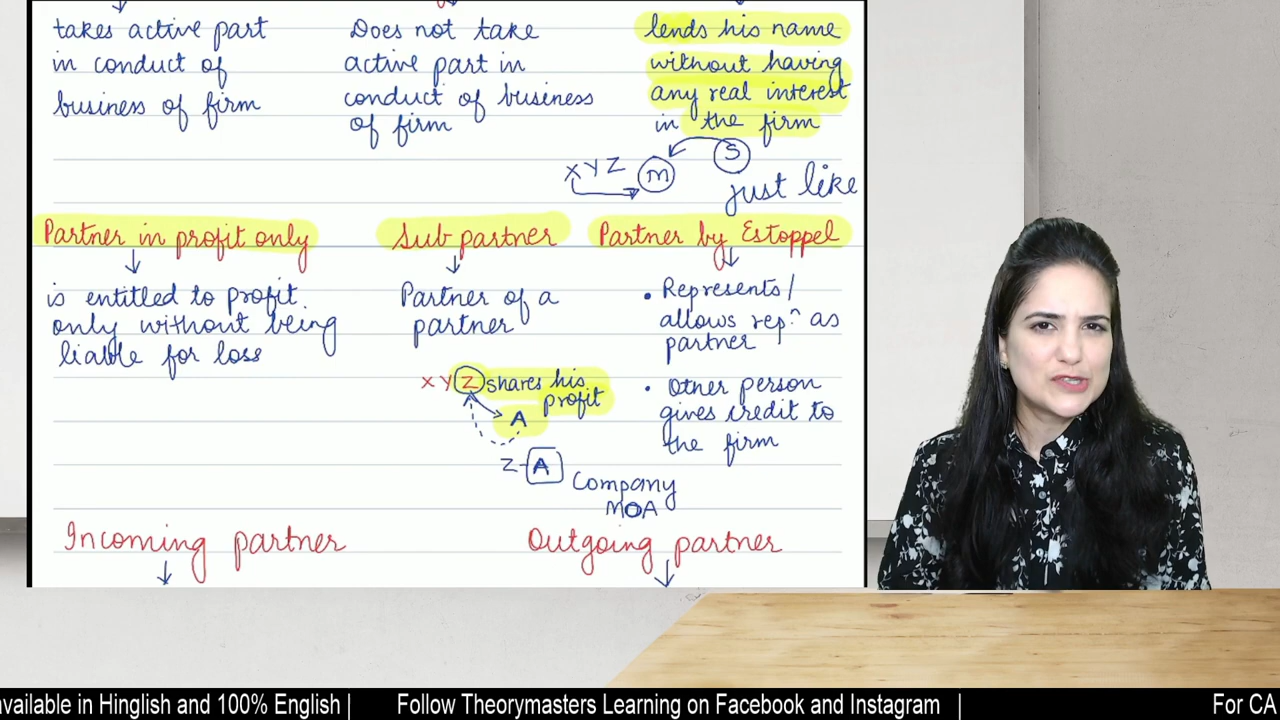 takes active part
in conduct of
business of firm
Does not take
active part in
conduct of business
of firm
lends his name
without having
any real interest
in the firm
X Y Z
M
S
just like
Partner in profit only
is entitled to profit
only without being
liable for loss
Sub partner
Partner of a
partner
X Y Z shares his
profit
A
Z - A
Company
MOA
Partner by Estoppel
• Represents/
allows repⁿ as
partner
• Other person
gives credit to
the firm
Incoming partner
Outgoing partner
available in Hinglish and 100% English | Follow Theorymasters Learning on Facebook and Instagram | For CA